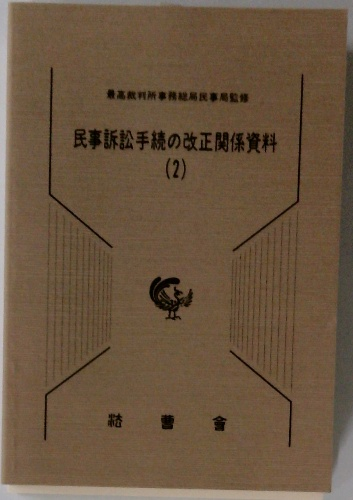 最高裁判所事務総局民事局監修
民事訴訟手続の改正関係資料
(2)
法曹會